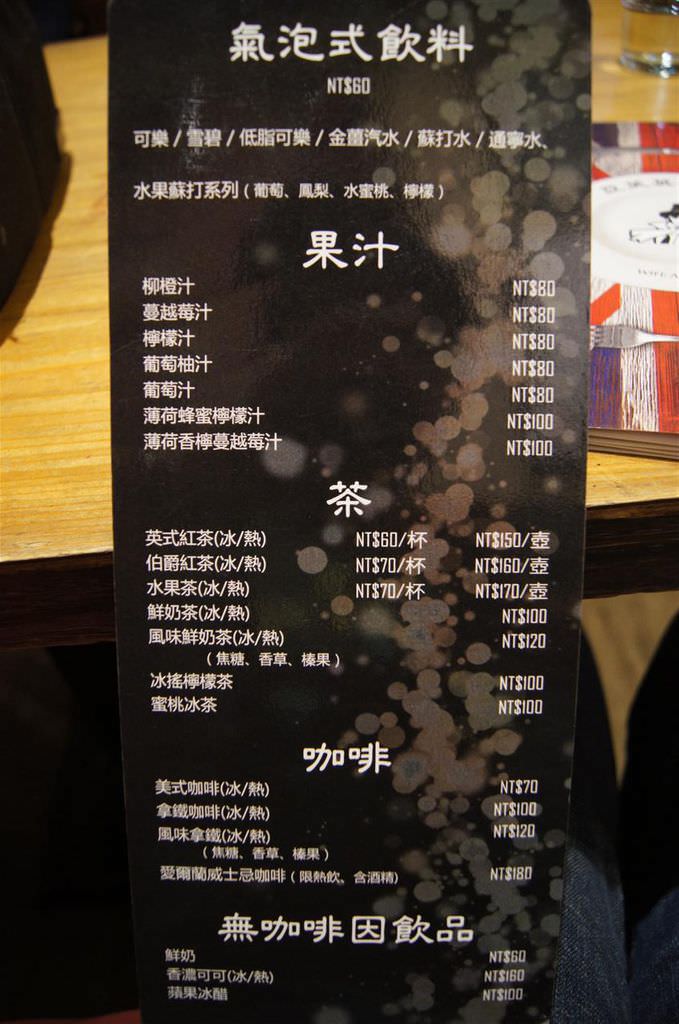 氣泡式飲料
NT$60
可樂 / 雪碧 / 低脂可樂 / 金薑汽水 / 蘇打水 / 通寧水、
水果蘇打系列 ( 葡萄、鳳梨、水蜜桃、檸檬 )
果汁
柳橙汁 NT$80
蔓越莓汁 NT$80
檸檬汁 NT$80
葡萄柚汁 NT$80
葡萄汁 NT$80
薄荷蜂蜜檸檬汁 NT$100
薄荷香檸蔓越莓汁 NT$100
茶
英式紅茶(冰/熱) NT$60/杯 NT$150/壺
伯爵紅茶(冰/熱) NT$70/杯 NT$160/壺
水果茶(冰/熱) NT$70/杯 NT$170/壺
鮮奶茶(冰/熱) NT$100
風味鮮奶茶(冰/熱) NT$120
( 焦糖、香草、榛果 )
冰搖檸檬茶 NT$100
蜜桃冰茶 NT$100
咖啡
美式咖啡(冰/熱) NT$70
拿鐵咖啡(冰/熱) NT$100
風味拿鐵(冰/熱) NT$120
( 焦糖、香草、榛果 )
愛爾蘭威士忌咖啡 ( 限熱飲、含酒精) NT$180
無咖啡因飲品
鮮奶 NT$60
香濃可可(冰/熱) NT$160
蘋果冰醋 NT$100